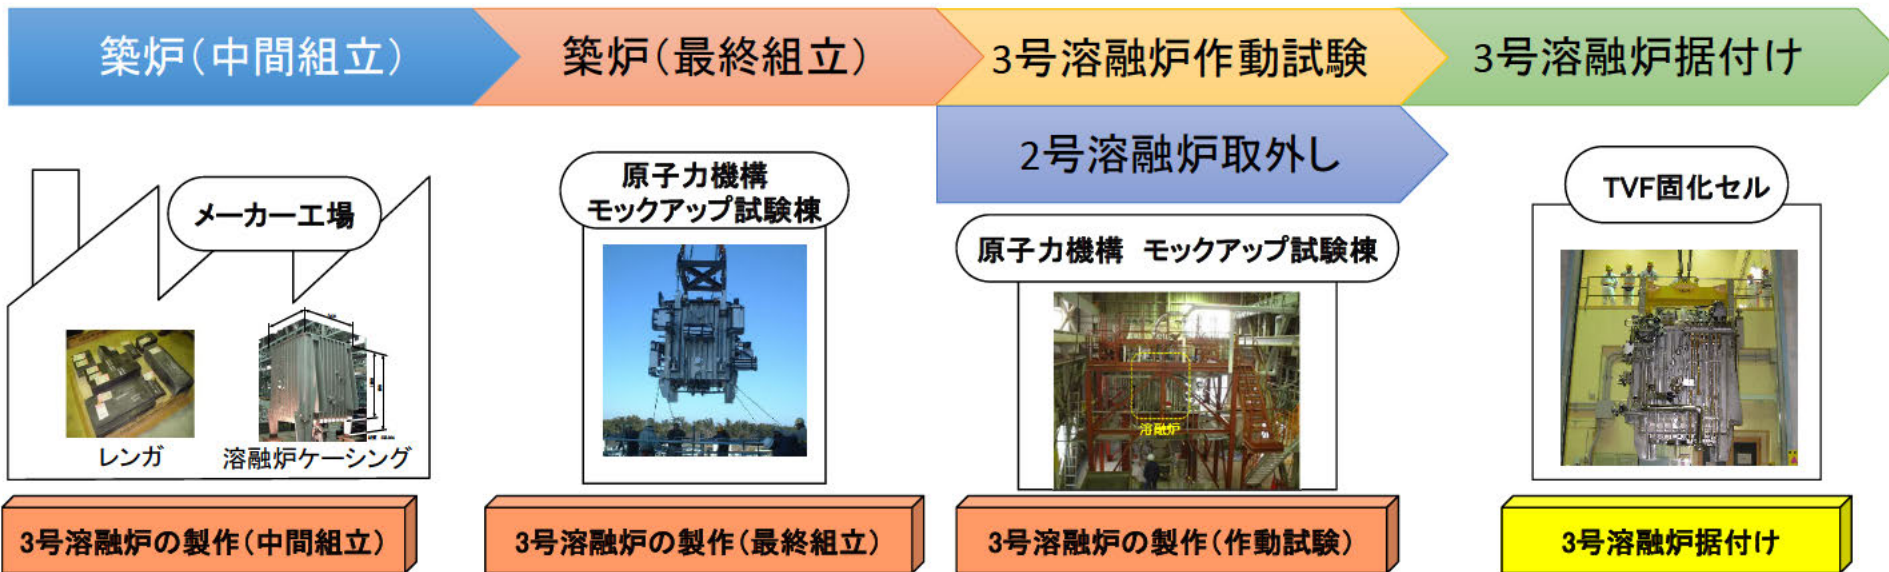 築炉(中間組立)
築炉(最終組立)
3号溶融炉作動試験
3号溶融炉据付け
2号溶融炉取外し
メーカー工場
レンガ
溶融炉ケーシング
原子力機構
モックアップ試験棟
原子力機構 モックアップ試験棟
溶融炉
TVF固化セル
3号溶融炉の製作(中間組立)
3号溶融炉の製作(最終組立)
3号溶融炉の製作(作動試験)
3号溶融炉据付け